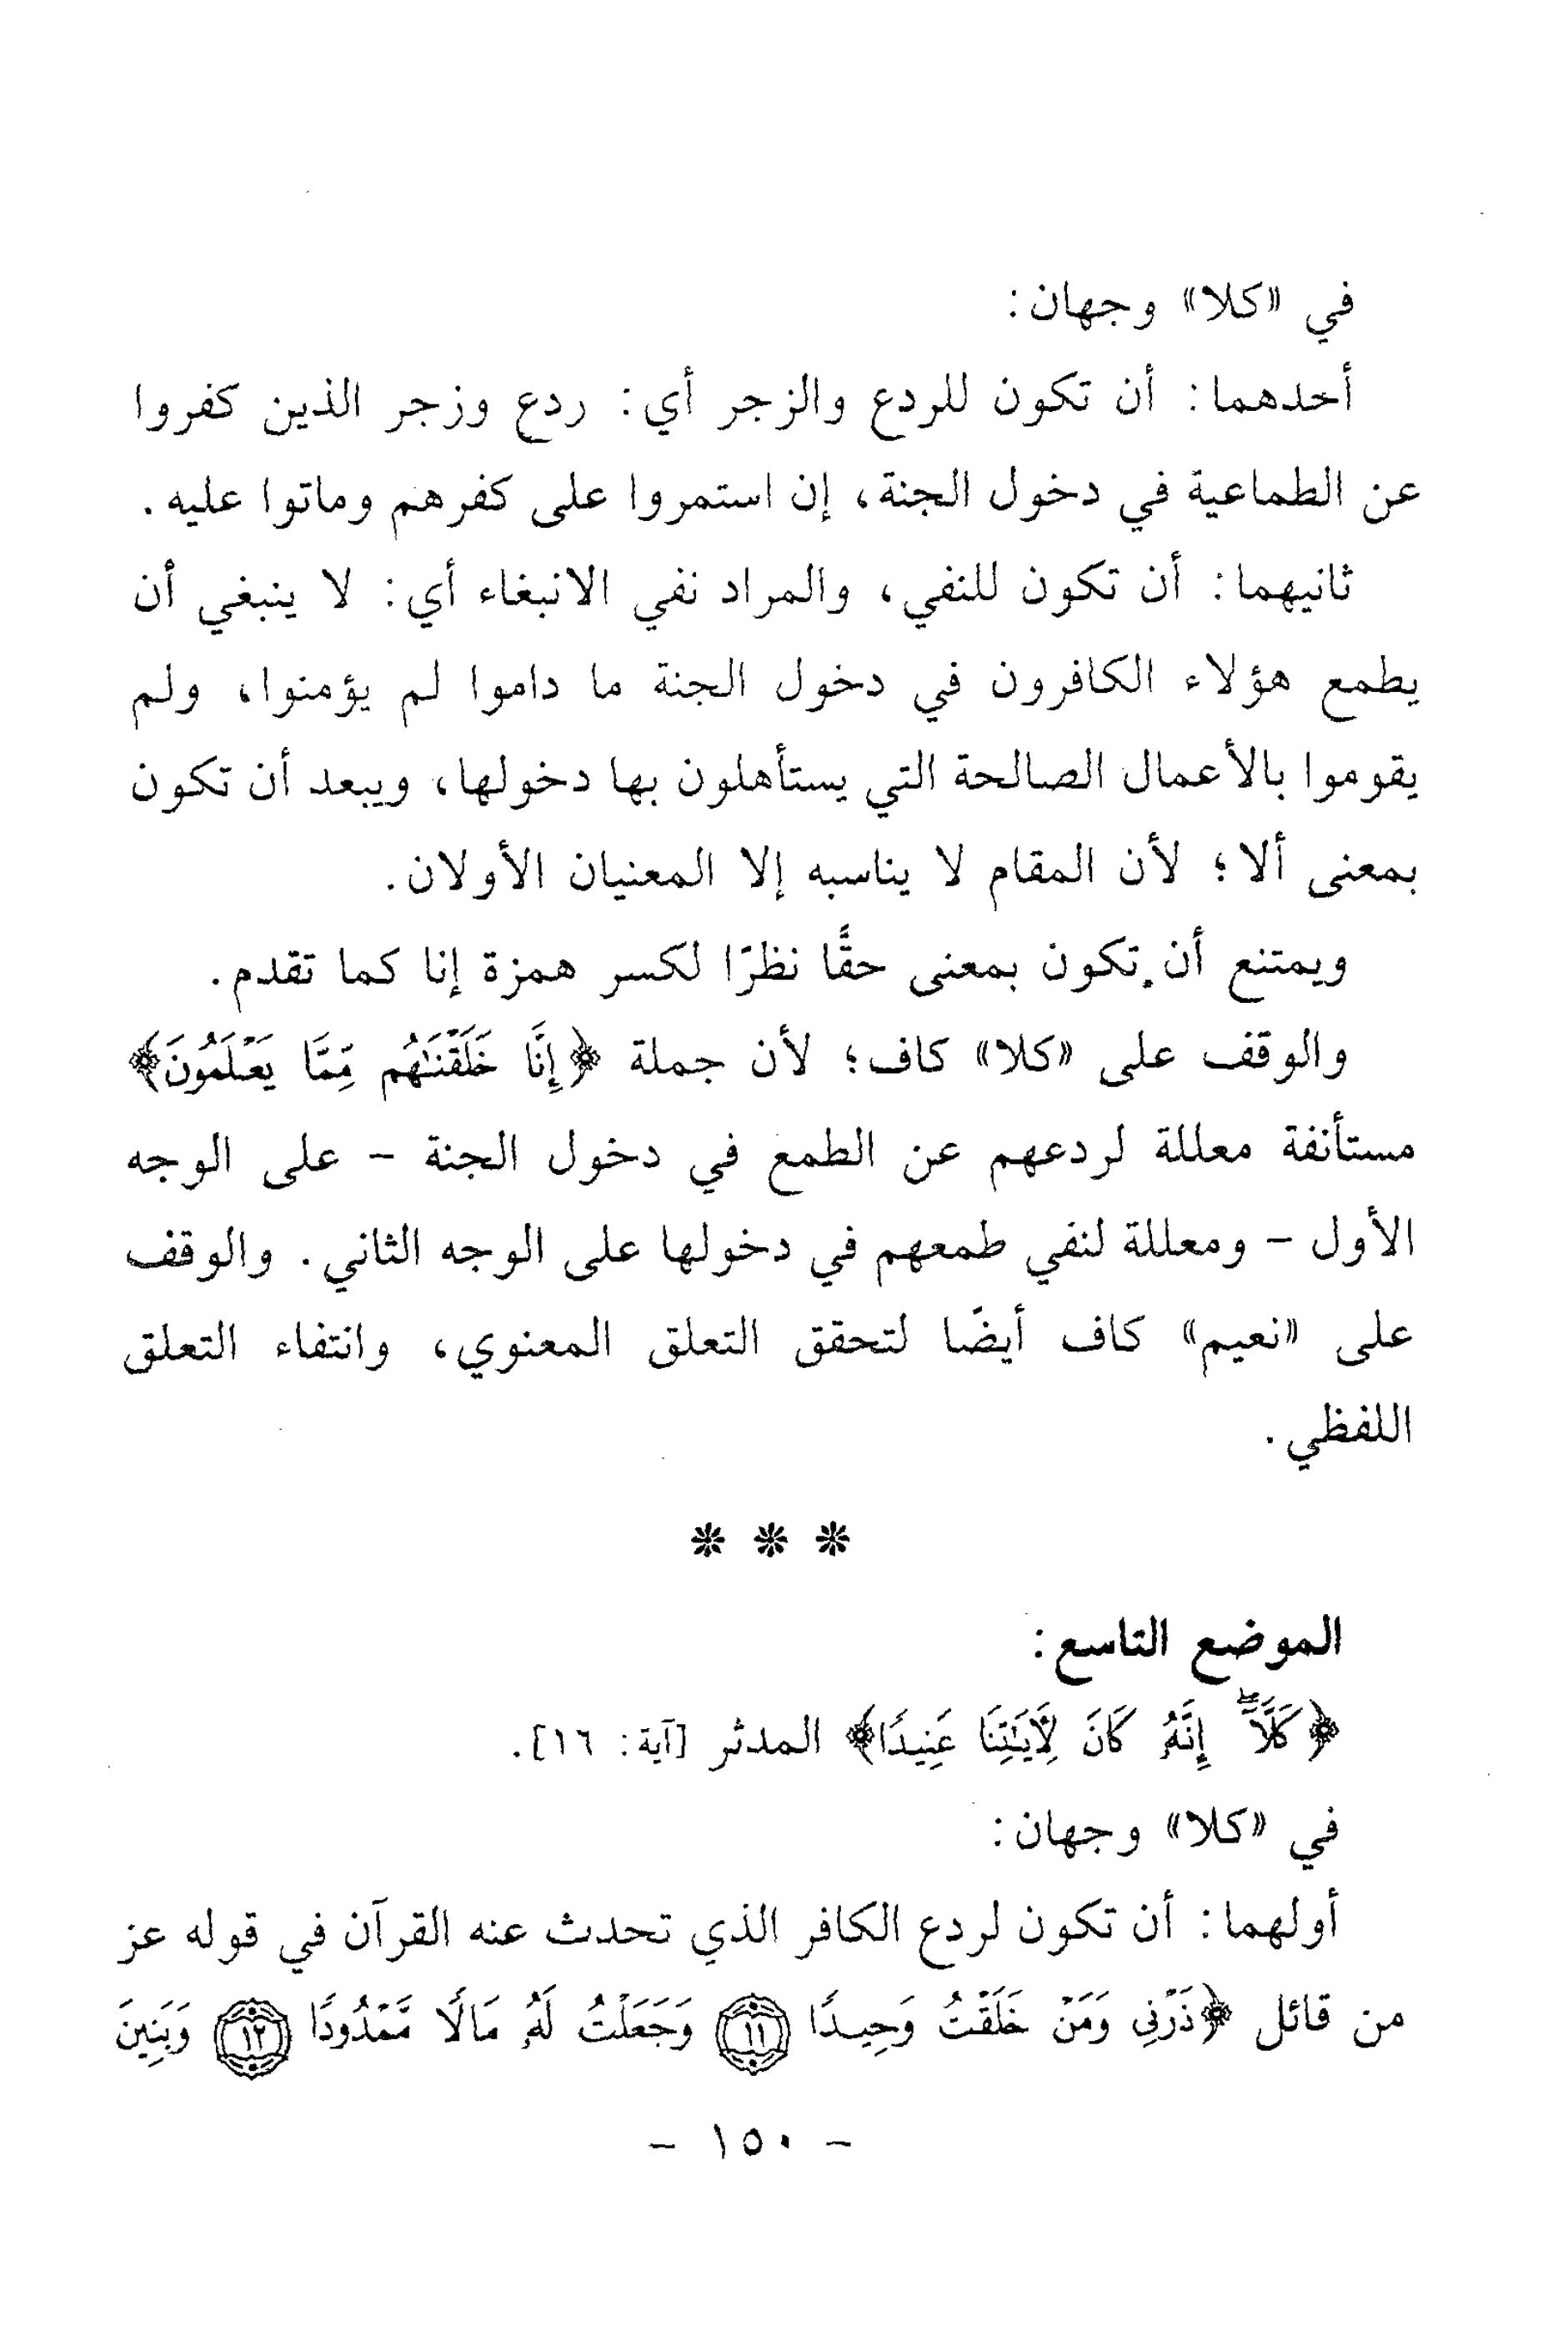 في «كلا» وجهان:
أحدهما: أن تكون للردع والزجر أي: ردع وزجر الذين كفروا
عن الطماعية في دخول الجنة، إن استمروا على كفرهم وماتوا عليه.
ثانيهما: أن تكون للنفي، والمراد نفي الانبغاء أي: لا ينبغي أن
يطمع هؤلاء الكافرون في دخول الجنة ما داموا لم يؤمنوا، ولم
يقوموا بالأعمال الصالحة التي يستأهلون بها دخولها، ويبعد أن تكون
بمعنى ألا؛ لأن المقام لا يناسبه إلا المعنيان الأولان.
ويمتنع أن تكون بمعنى حقًّا نظرًا لكسر همزة إنا كما تقدم.
والوقف على «كلا» كاف؛ لأن جملة ﴿إِنَّا خَلَقْنَٰهُم مِّمَّا يَعْلَمُونَ﴾
مستأنفة معللة لردعهم عن الطمع في دخول الجنة - على الوجه
الأول - ومعللة لنفي طمعهم في دخولها على الوجه الثاني. والوقف
على «نعيم» كاف أيضًا لتحقق التعلق المعنوي، وانتفاء التعلق
اللفظي.
* * *
الموضع التاسع:
﴿كَلَّآۖ إِنَّهُۥ كَانَ لِأٓيَٰتِنَا عَنِيدًا﴾ المدثر [آية: ١٦].
في «كلا» وجهان:
أولهما: أن تكون لردع الكافر الذي تحدث عنه القرآن في قوله عز
من قائل ﴿ذَرْنِى وَمَنْ خَلَقْتُ وَحِيدًا ١١ وَجَعَلْتُ لَهُۥ مَالًا مَّمْدُودًا ١٢ وَبَنِينَ
- ١٥٠ -